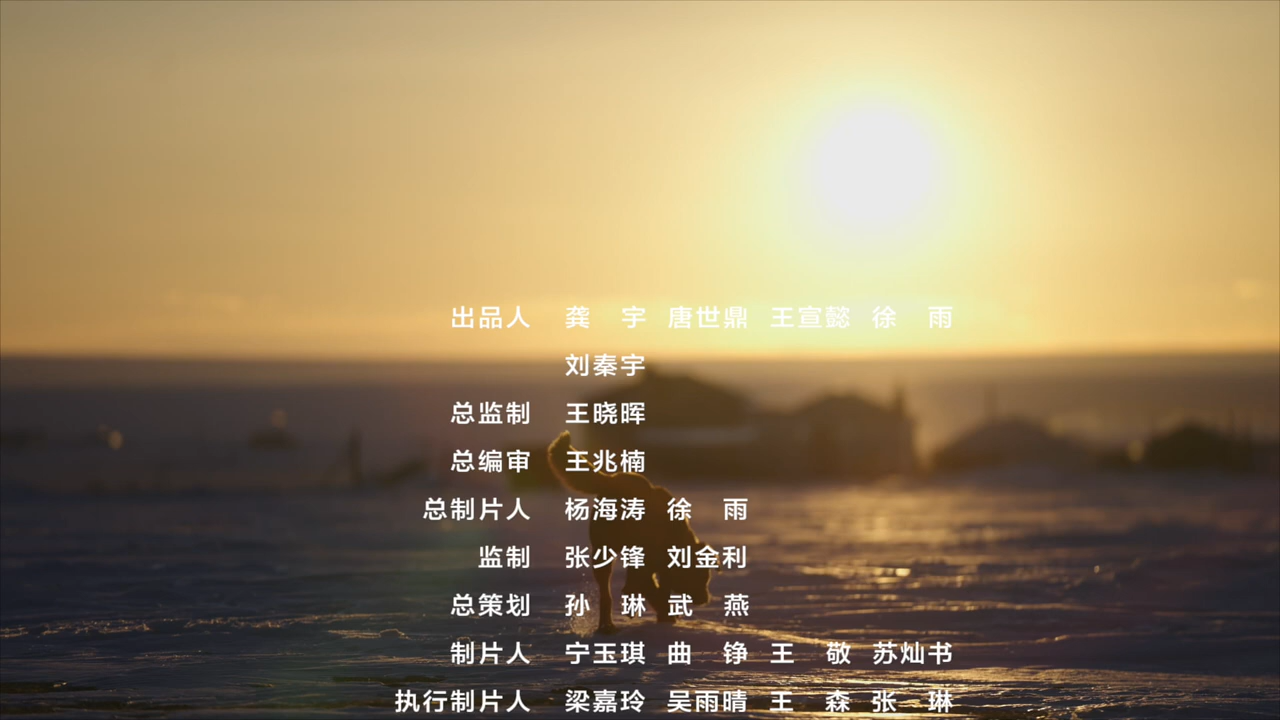 出品人 龚 宇 唐世鼎 王宣懿 徐 雨
刘秦宇
总监制 王晓晖
总编审 王兆楠
总制片人 杨海涛 徐 雨
监制 张少锋 刘金利
总策划 孙 琳 武 燕
制片人 宁玉琪 曲 铮 王 敬 苏灿书
执行制片人 梁嘉玲 吴雨晴 王 森 张 琳